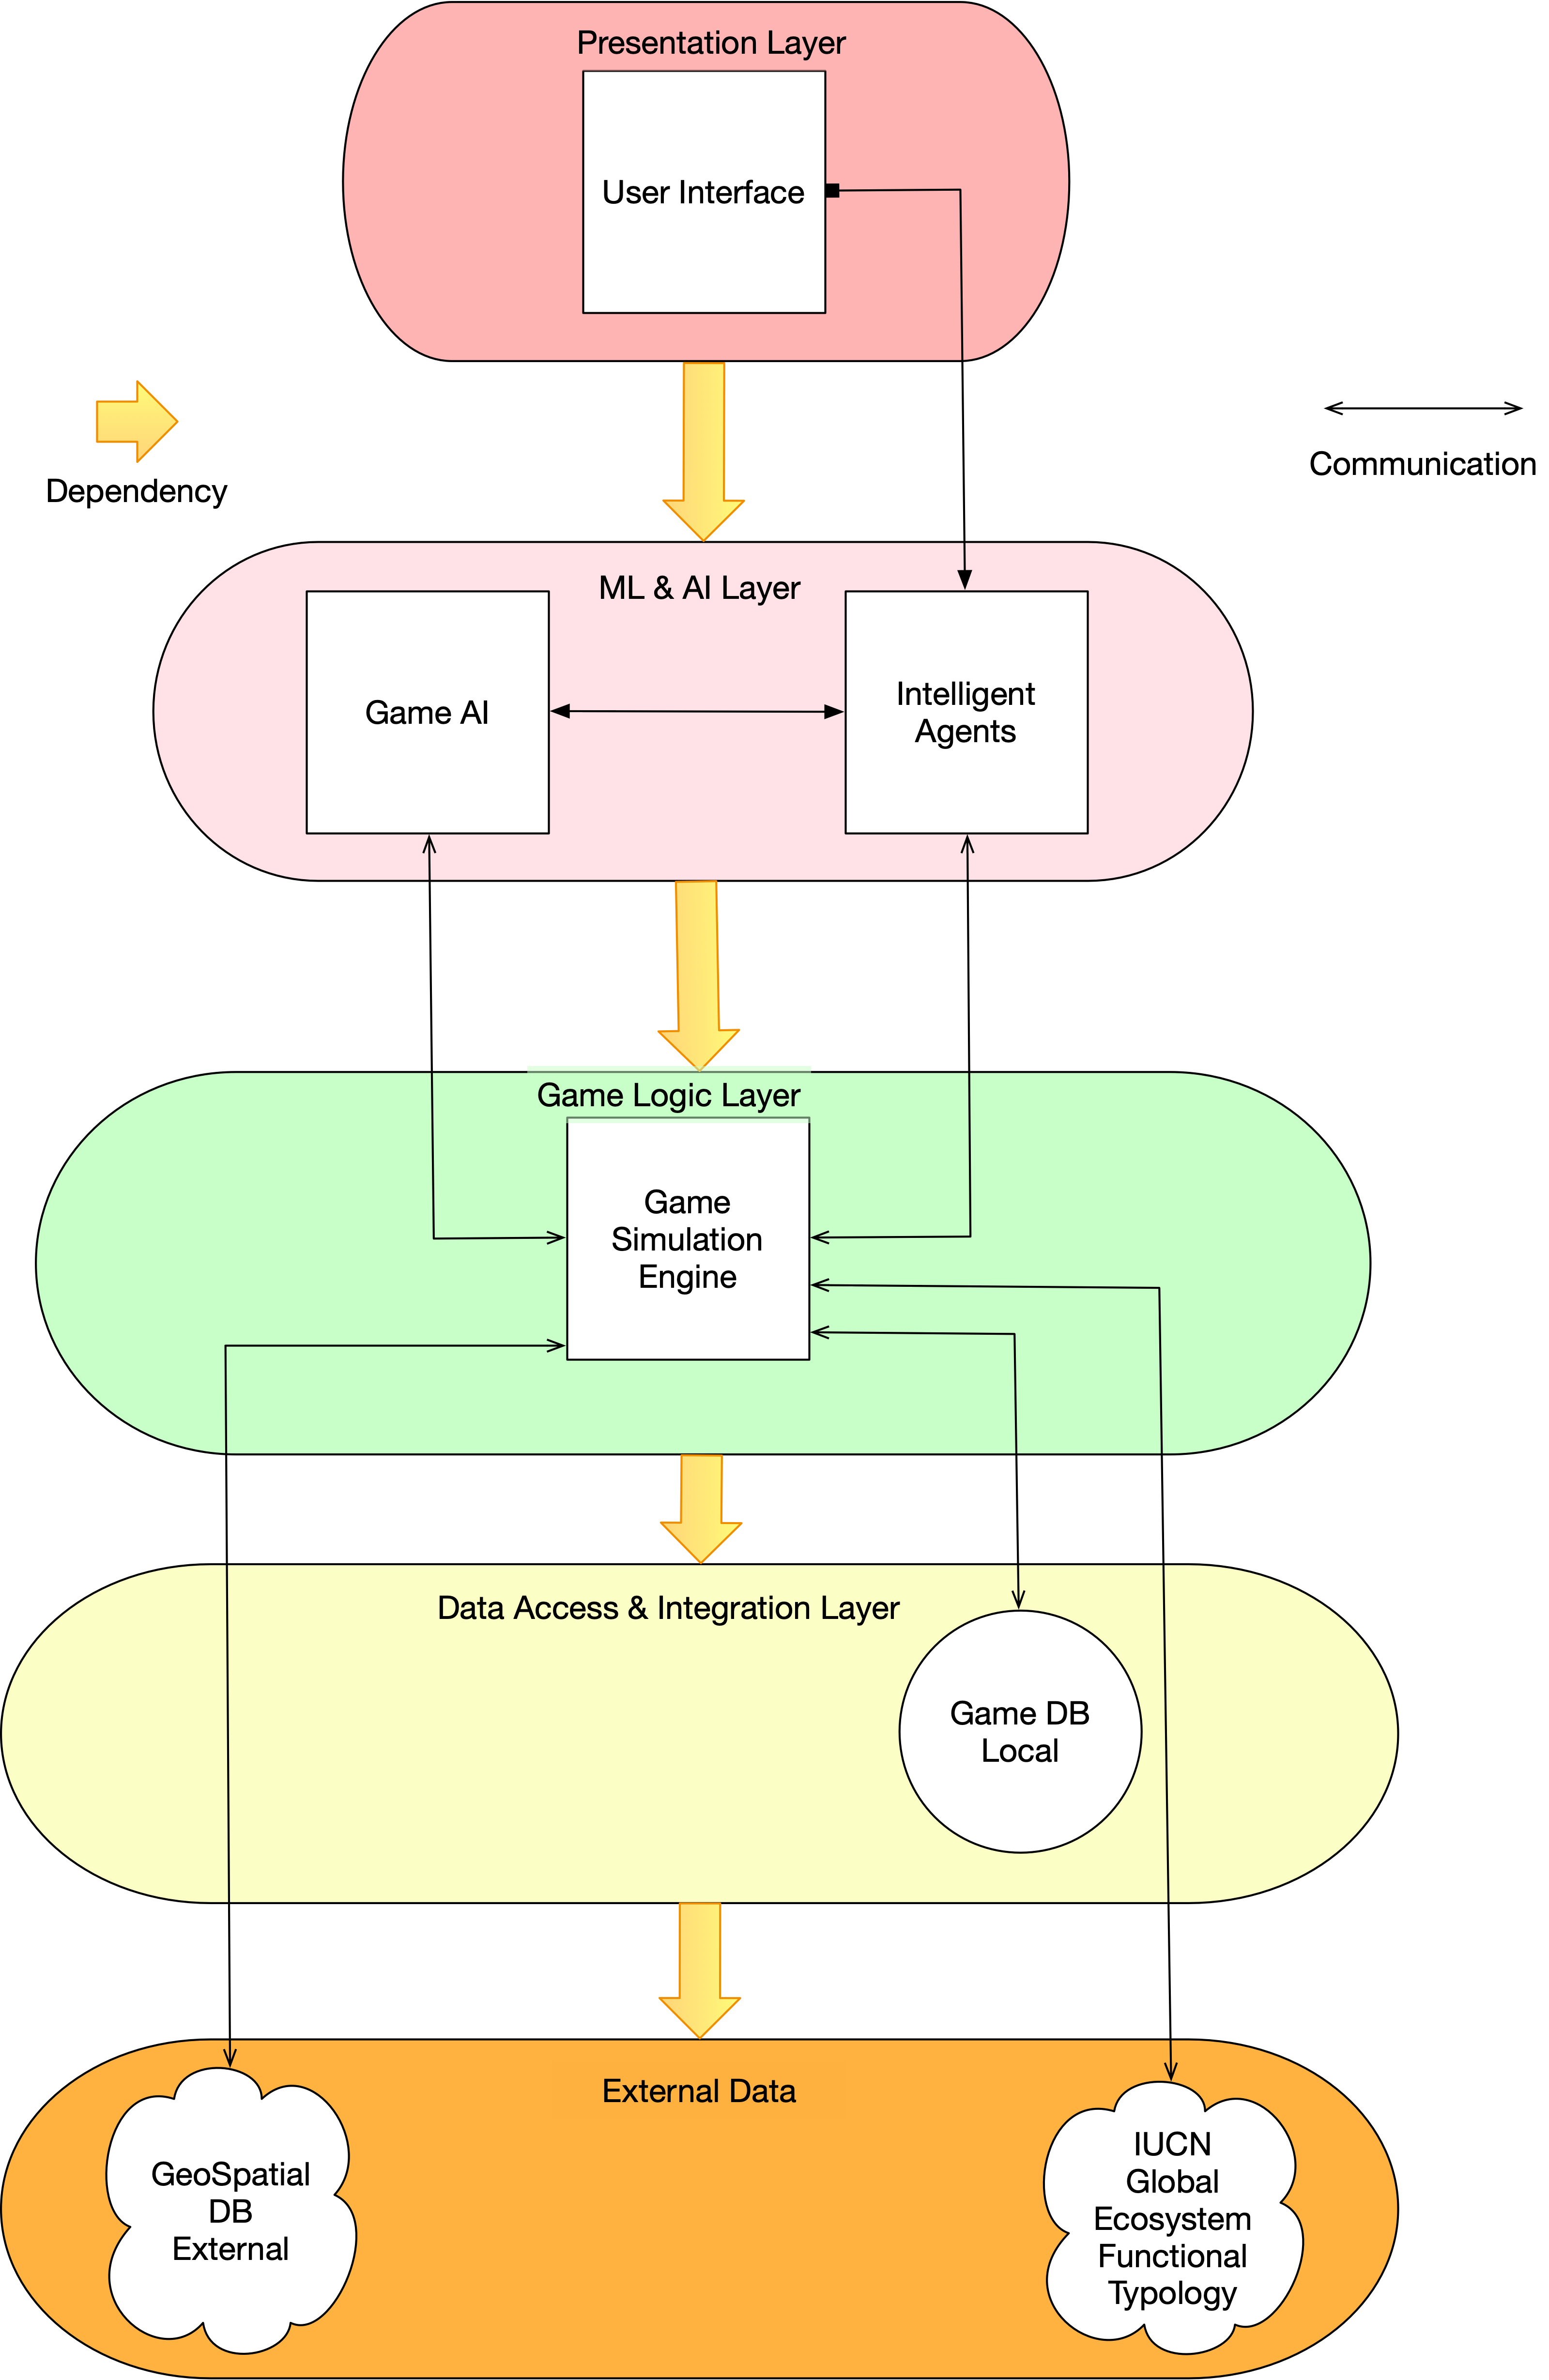 Presentation Layer
User Interface
Dependency
Communication
ML & AI Layer
Game AI
Intelligent
Agents
Game Logic Layer
Game
Simulation
Engine
Data Access & Integration Layer
Game DB
Local
External Data
GeoSpatial
DB
External
IUCN
Global
Ecosystem
Functional
Typology